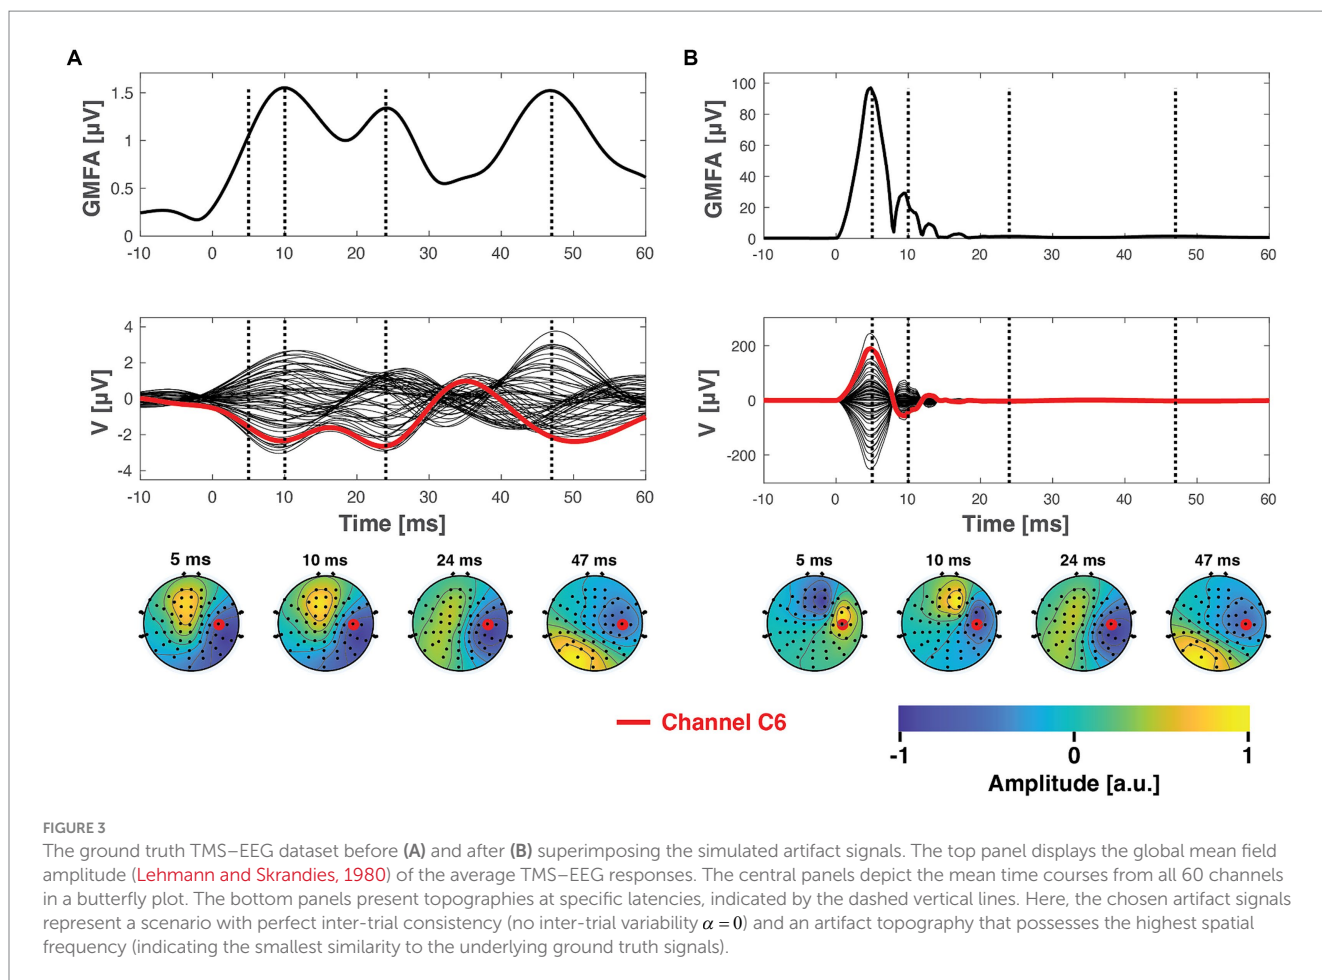 A
B
GMFA [µV]
1.5
1
0.5
0
-10 0 10 20 30 40 50 60
GMFA [µV]
100
80
60
40
20
0
-10 0 10 20 30 40 50 60
V [µV]
4
2
0
-2
-4
-10 0 10 20 30 40 50 60
Time [ms]
V [µV]
200
0
-200
-10 0 10 20 30 40 50 60
Time [ms]
5 ms 10 ms 24 ms 47 ms
5 ms 10 ms 24 ms 47 ms
Channel C6
-1 0 1
Amplitude [a.u.]
FIGURE 3
The ground truth TMS–EEG dataset before (A) and after (B) superimposing the simulated artifact signals. The top panel displays the global mean field
amplitude (Lehmann and Skrandies, 1980) of the average TMS–EEG responses. The central panels depict the mean time courses from all 60 channels
in a butterfly plot. The bottom panels present topographies at specific latencies, indicated by the dashed vertical lines. Here, the chosen artifact signals
represent a scenario with perfect inter-trial consistency (no inter-trial variability α = 0) and an artifact topography that possesses the highest spatial
frequency (indicating the smallest similarity to the underlying ground truth signals).